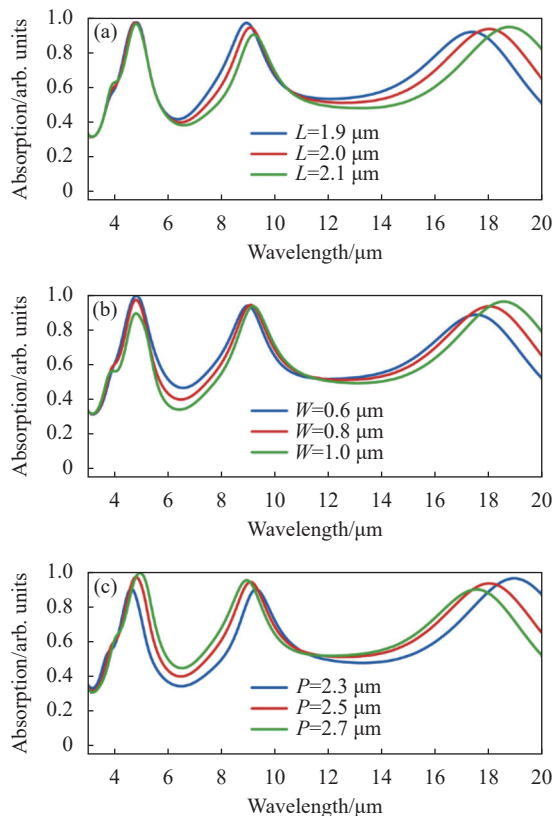 (a)
Absorption/arb. units
1.0
0.8
0.6
0.4
0.2
0
L=1.9 μm
L=2.0 μm
L=2.1 μm
4 6 8 10 12 14 16 18 20
Wavelength/μm
(b)
Absorption/arb. units
1.0
0.8
0.6
0.4
0.2
0
W=0.6 μm
W=0.8 μm
W=1.0 μm
4 6 8 10 12 14 16 18 20
Wavelength/μm
(c)
Absorption/arb. units
1.0
0.8
0.6
0.4
0.2
0
P=2.3 μm
P=2.5 μm
P=2.7 μm
4 6 8 10 12 14 16 18 20
Wavelength/μm